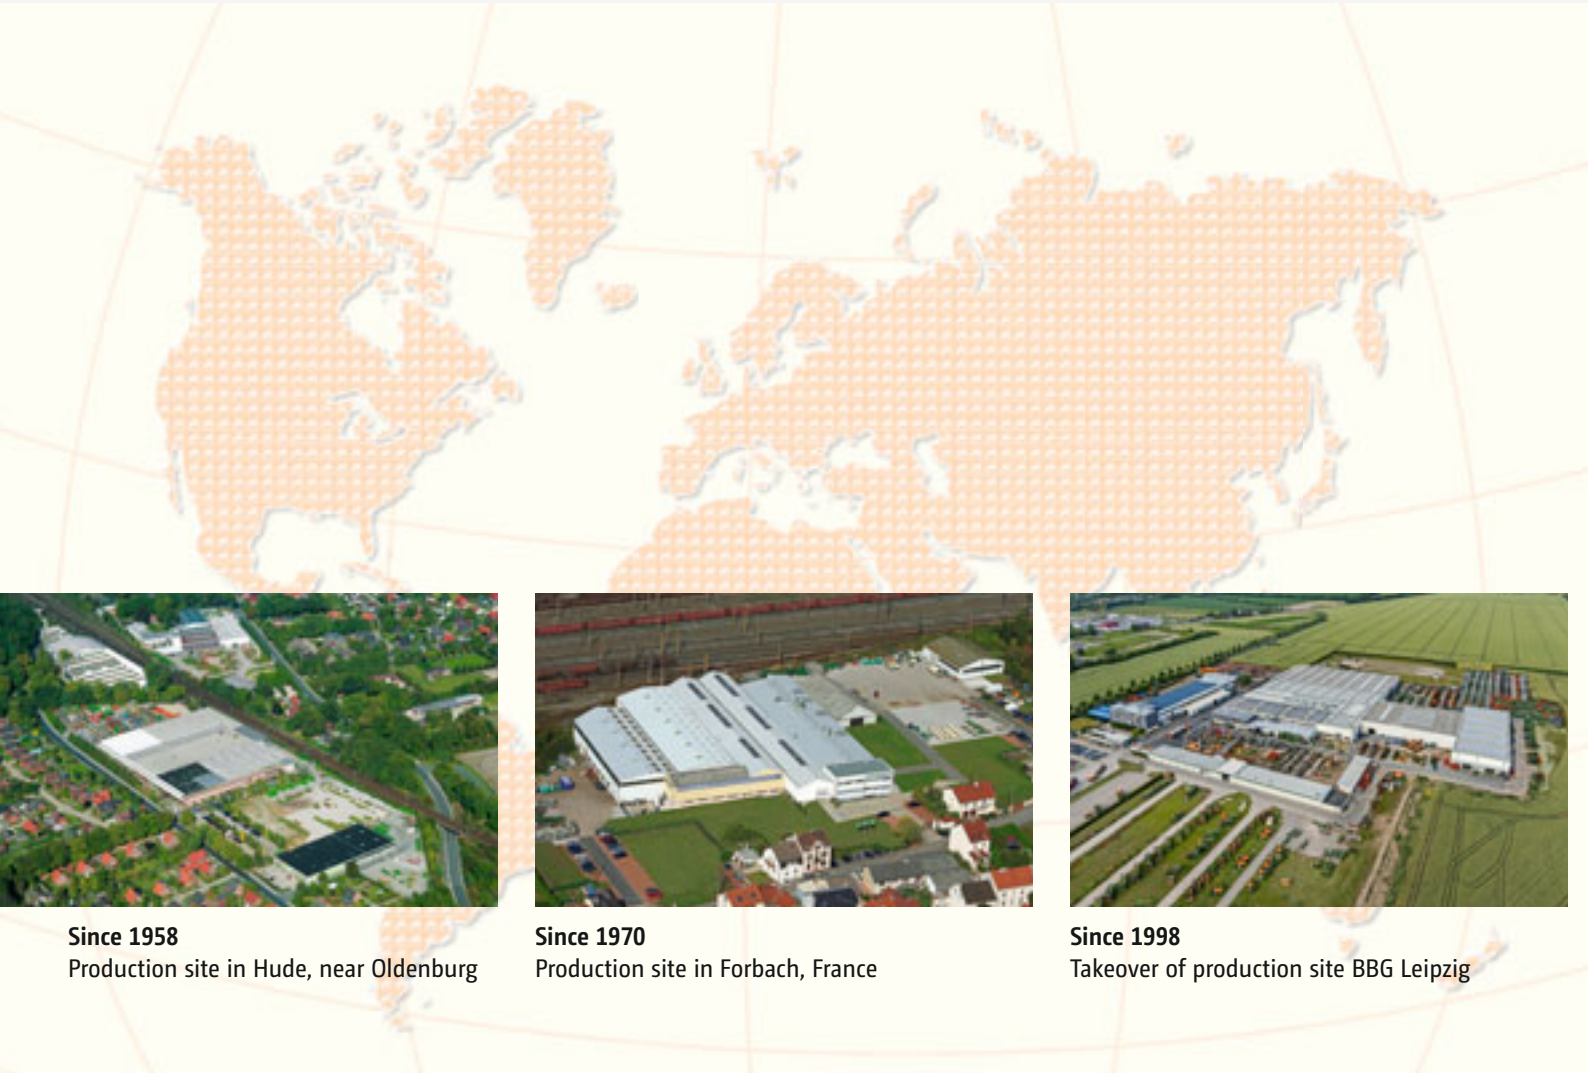 Since 1958
Production site in Hude, near Oldenburg
Since 1970
Production site in Forbach, France
Since 1998
Takeover of production site BBG Leipzig